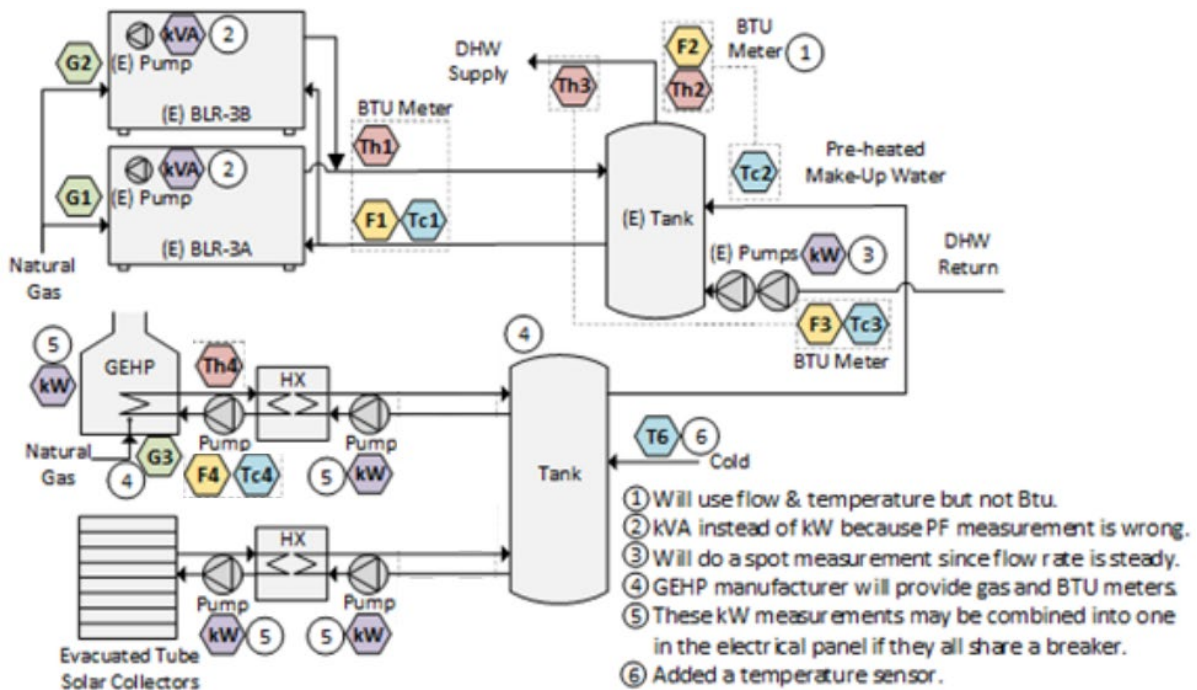 kVA 2
G2
(E) Pump
(E) BLR-3B
kVA 2
G1
(E) Pump
(E) BLR-3A
Natural
Gas
BTU Meter
Th1
F1 Tc1
DHW
Supply
Th3
F2
Th2
BTU
Meter 1
Tc2
Pre-heated
Make-Up Water
(E) Tank
(E) Pumps kW 3
DHW
Return
F3 Tc3
BTU Meter
5
kW
GEHP
Th4
HX
Pump
Pump
Natural
Gas
4
G3
F4 Tc4
5 kW
4
Tank
T6 6
Cold
HX
Pump
Pump
kW 5
5 kW
Evacuated Tube
Solar Collectors
1 Will use flow & temperature but not Btu.
2 kVA instead of kW because PF measurement is wrong.
3 Will do a spot measurement since flow rate is steady.
4 GEHP manufacturer will provide gas and BTU meters.
5 These kW measurements may be combined into one
in the electrical panel if they all share a breaker.
6 Added a temperature sensor.